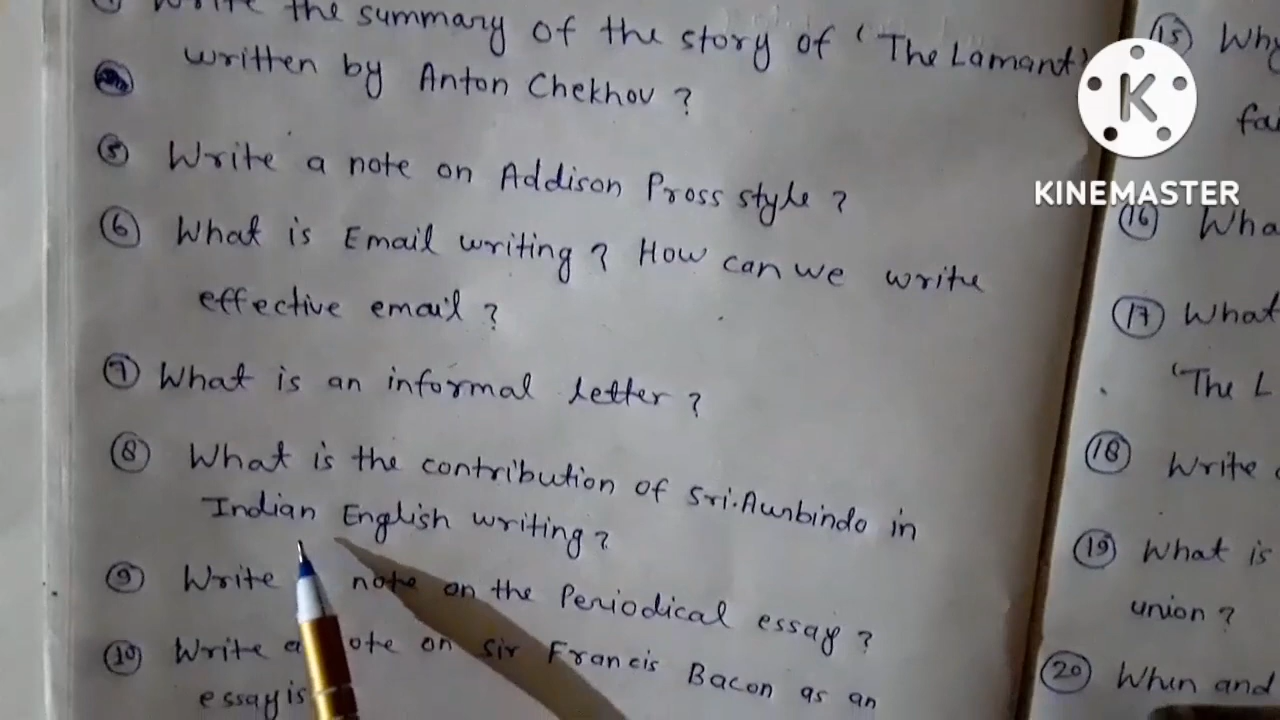 Write the summary of the story of 'The Lamant'
written by Anton Chekhov ?
5 Write a note on Addison Pross style ?
6 What is Email writing ? How can we write
effective email ?
7 What is an informal letter ?
8 What is the contribution of Sri.Aurbindo in
Indian English writing ?
9 Write note on the Periodical essay ?
10 Write a ote on sir Francis Bacon as an
essayis
15 Why
fa
16 Wha
17 What
'The L
18 Write
19 What is
union ?
20 When and
K
KINEMASTER